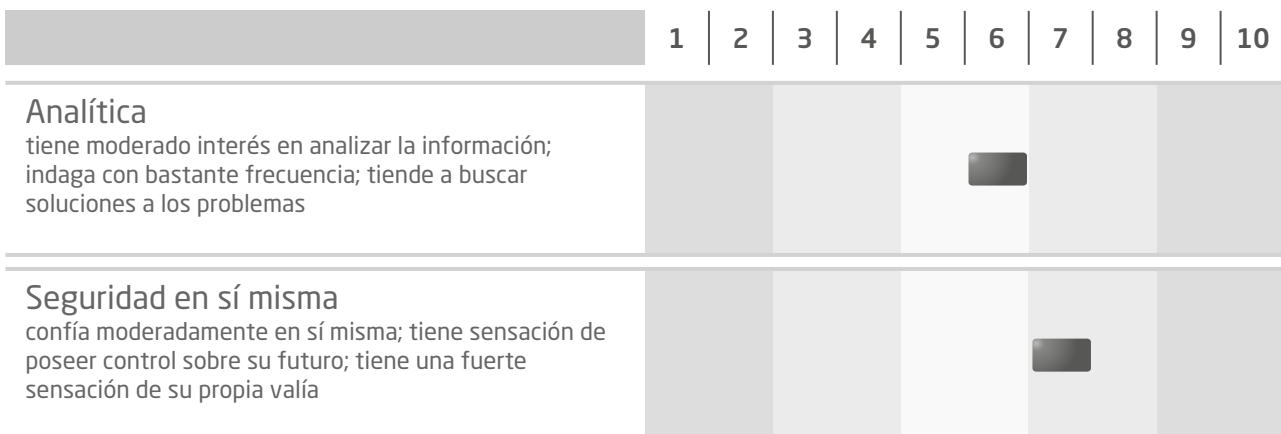 1 2 3 4 5 6 7 8 9 10
Analítica
tiene moderado interés en analizar la información;
indaga con bastante frecuencia; tiende a buscar
soluciones a los problemas
Seguridad en sí misma
confía moderadamente en sí misma; tiene sensación de
poseer control sobre su futuro; tiene una fuerte
sensación de su propia valía